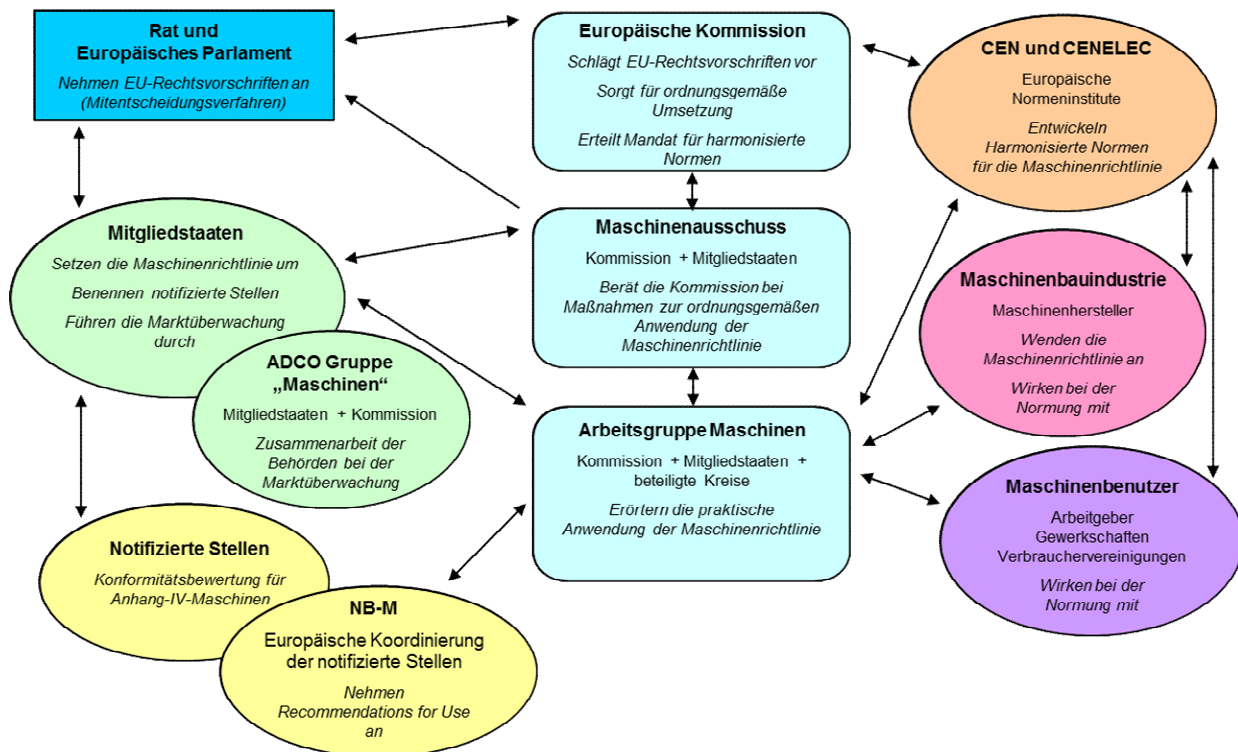 Rat und
Europäisches Parlament
Nehmen EU-Rechtsvorschriften an
(Mitentscheidungsverfahren)
Europäische Kommission
Schlägt EU-Rechtsvorschriften vor
Sorgt für ordnungsgemäße
Umsetzung
Erteilt Mandat für harmonisierte
Normen
CEN und CENELEC
Europäische
Normeninstitute
Entwickeln
Harmonisierte Normen
für die Maschinenrichtlinie
Mitgliedstaaten
Setzen die Maschinenrichtlinie um
Benennen notifizierte Stellen
Führen die Marktüberwachung
durch
Maschinenausschuss
Kommission + Mitgliedstaaten
Berät die Kommission bei
Maßnahmen zur ordnungsgemäßen
Anwendung der
Maschinenrichtlinie
Maschinenbauindustrie
Maschinenhersteller
Wenden die
Maschinenrichtlinie an
Wirken bei der
Normung mit
ADCO Gruppe
„Maschinen“
Mitgliedstaaten + Kommission
Zusammenarbeit der
Behörden bei der
Marktüberwachung
Arbeitsgruppe Maschinen
Kommission + Mitgliedstaaten +
beteiligte Kreise
Erörtern die praktische
Anwendung der Maschinenrichtlinie
Maschinenbenutzer
Arbeitgeber
Gewerkschaften
Verbrauchervereinigungen
Wirken bei der
Normung mit
Notifizierte Stellen
Konformitätsbewertung für
Anhang-IV-Maschinen
NB-M
Europäische Koordinierung
der notifizierte Stellen
Nehmen
Recommendations for Use
an